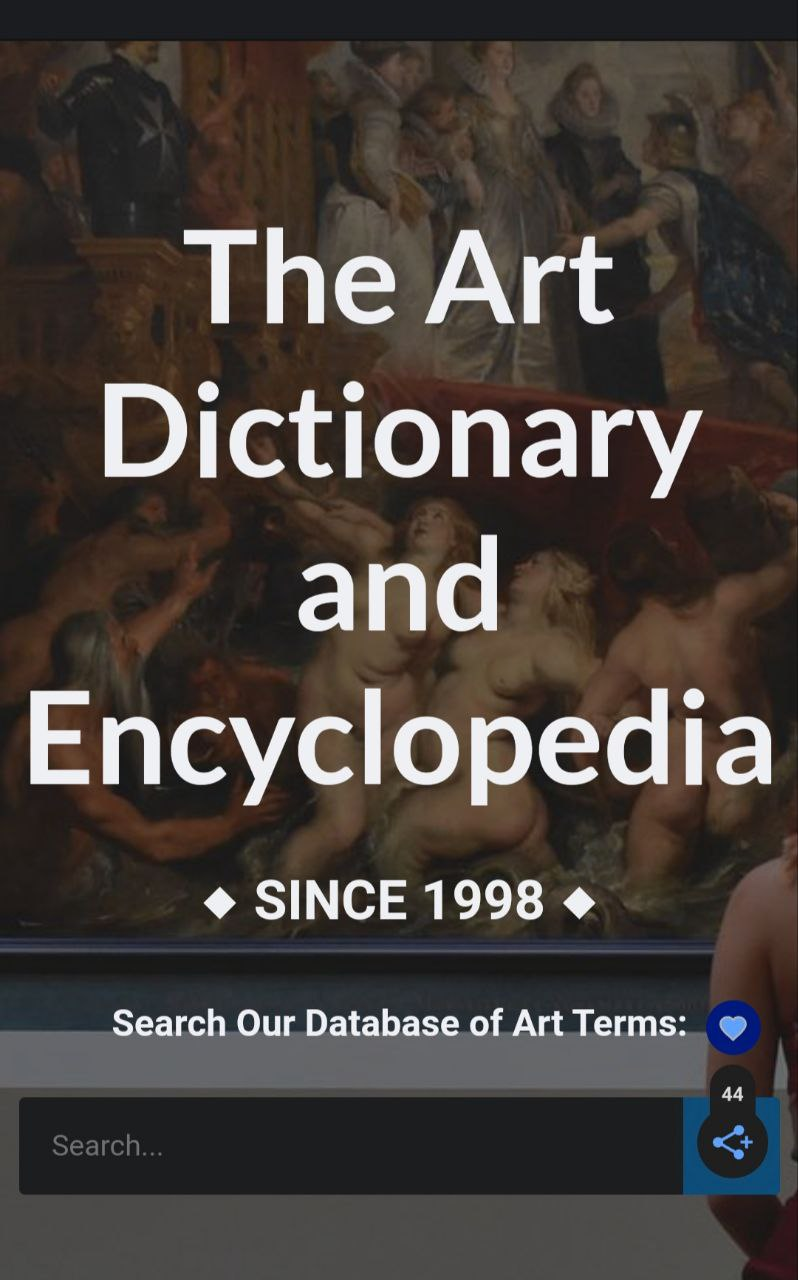 The Art
Dictionary
and
Encyclopedia
◆ SINCE 1998 ◆
Search Our Database of Art Terms:
44
Search...